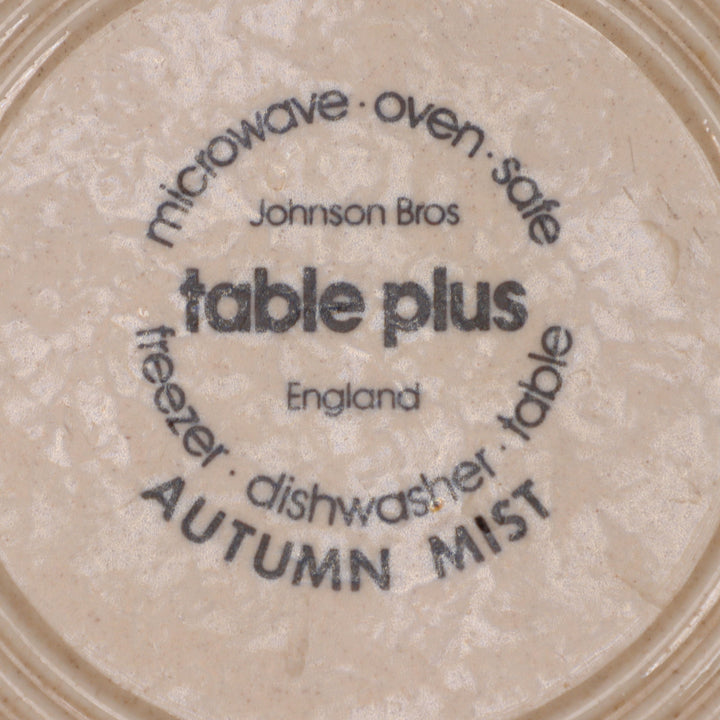 microwave · oven · safe
Johnson Bros
table plus
England
freezer · dishwasher · table
AUTUMN MIST